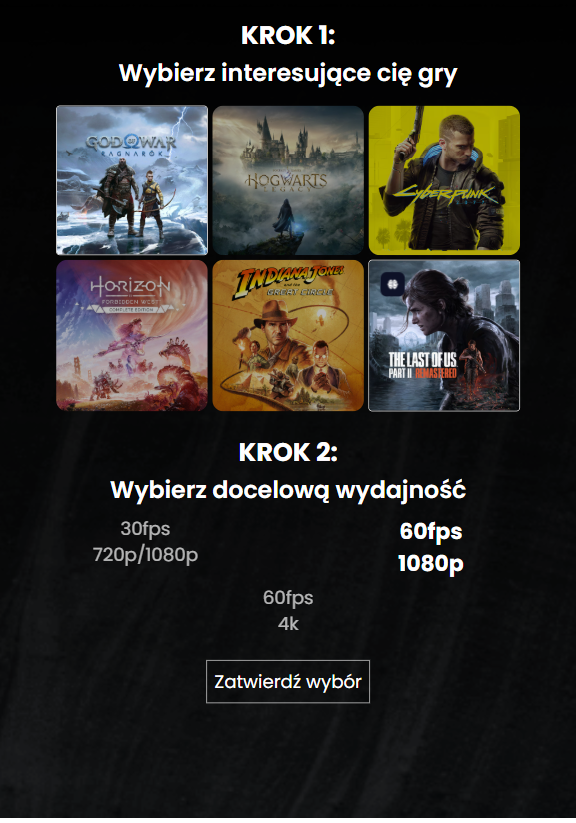 KROK 1:
Wybierz interesujące cię gry
GOD OF WAR
RAGNARÖK
HOGWARTS
LEGACY
CYBERPUNK
HORIZON
FORBIDDEN WEST
COMPLETE EDITION
INDIANA JONES
AND THE
GREAT CIRCLE
THE LAST OF US
PART II REMASTERED
KROK 2:
Wybierz docelową wydajność
30fps
720p/1080p
60fps
1080p
60fps
4k
Zatwierdź wybór